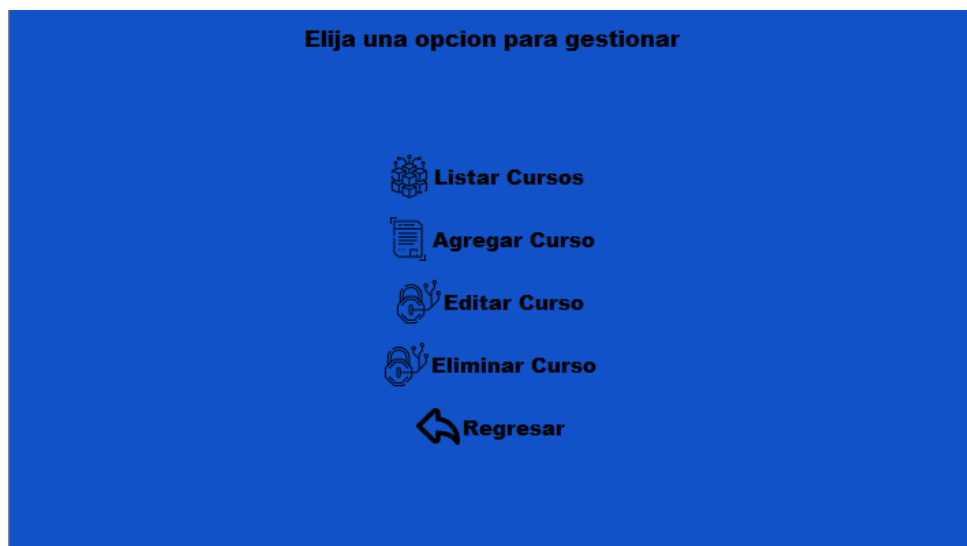 Elija una opcion para gestionar
Listar Cursos
Agregar Curso
Editar Curso
Eliminar Curso
Regresar